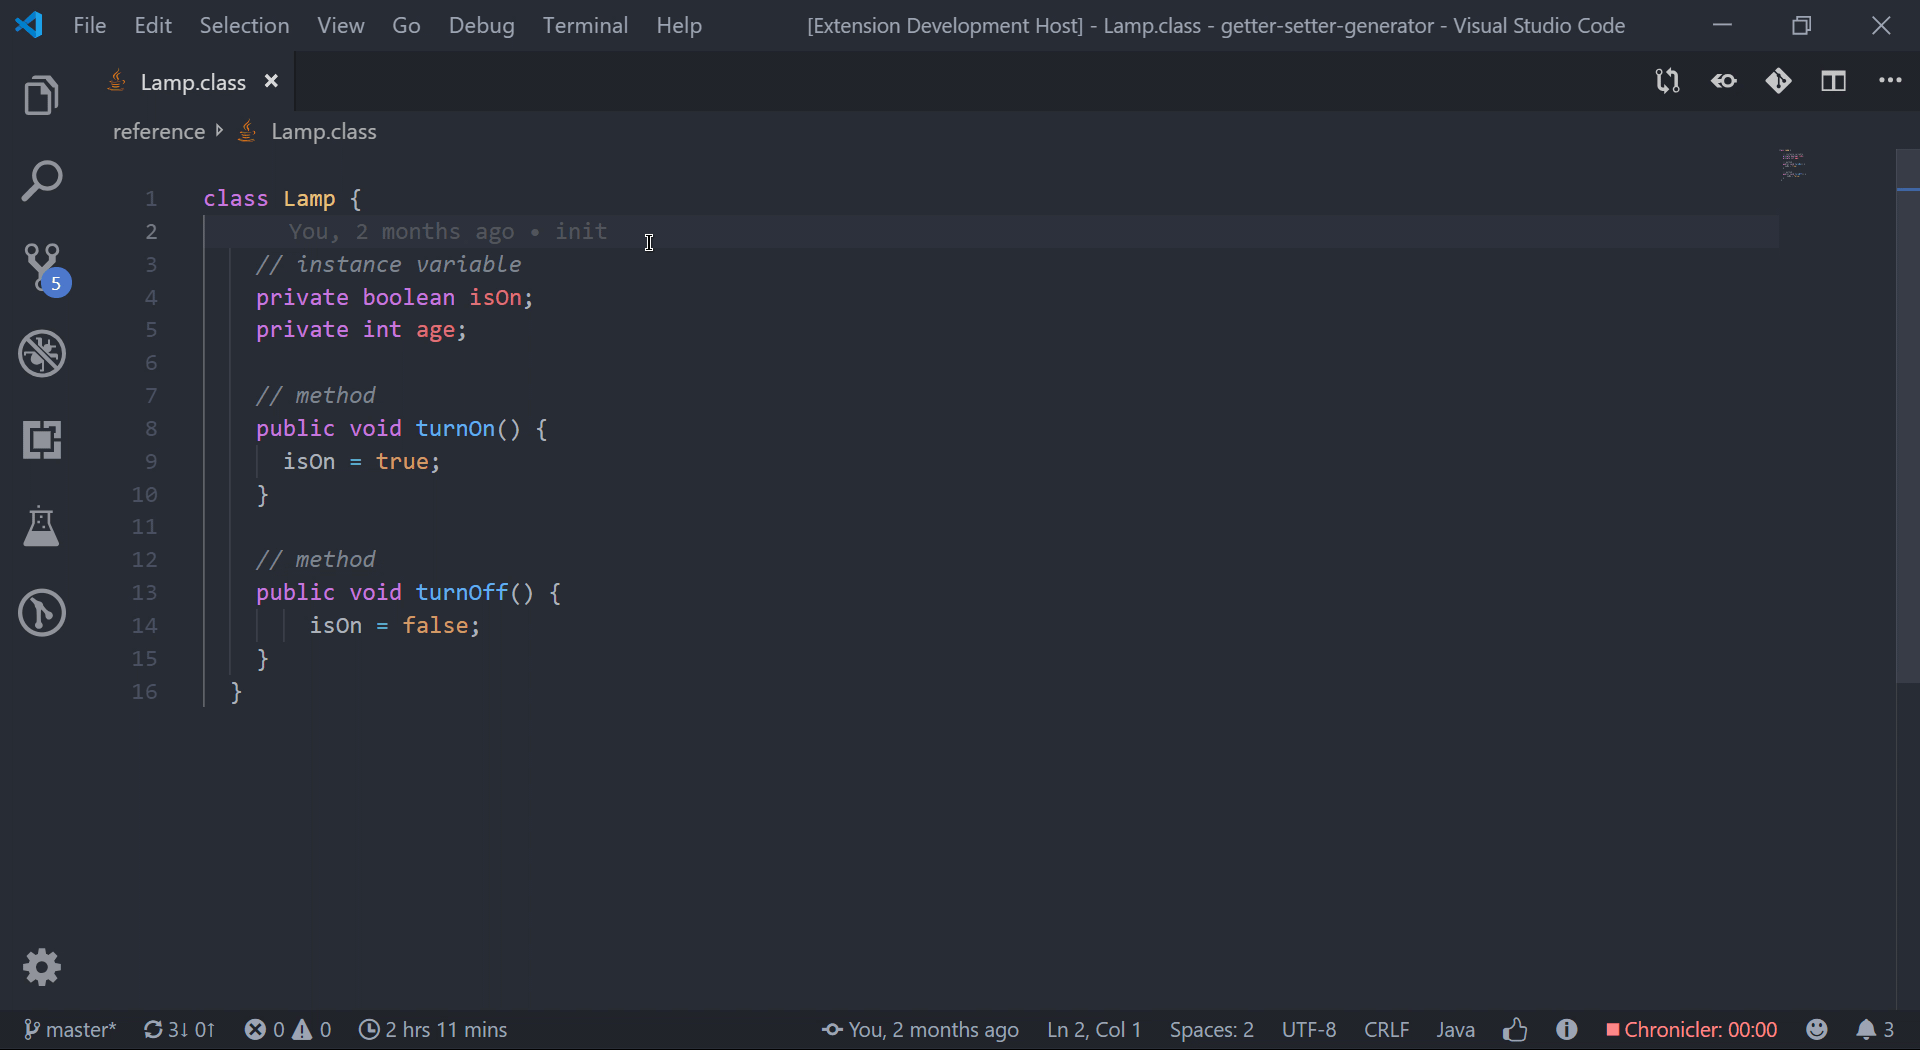 File Edit Selection View Go Debug Terminal Help [Extension Development Host] - Lamp.class - getter-setter-generator - Visual Studio Code
Lamp.class
reference Lamp.class
1 class Lamp {
2 You, 2 months ago • init
3 // instance variable
4 private boolean isOn;
5 private int age;
6
7 // method
8 public void turnOn() {
9 isOn = true;
10 }
11
12 // method
13 public void turnOff() {
14 isOn = false;
15 }
16 }
5
master* 3↓ 0↑ 0 0 2 hrs 11 mins You, 2 months ago Ln 2, Col 1 Spaces: 2 UTF-8 CRLF Java Chronicler: 00:00 3